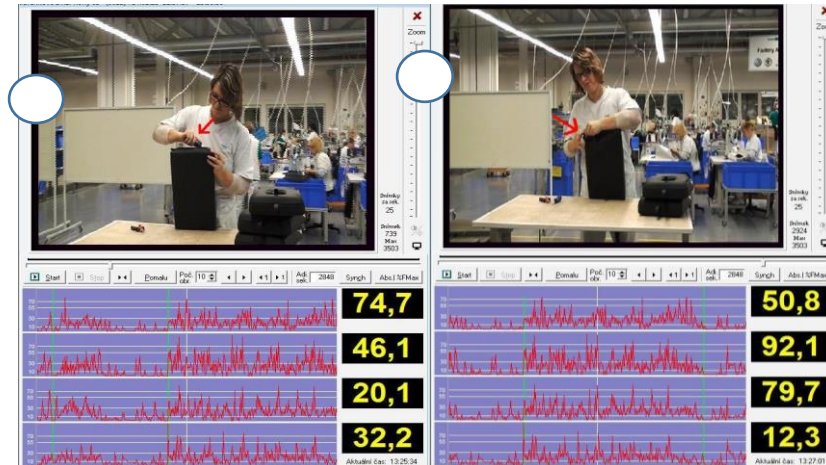 Zoom
Snímky
za sek.
25
Snímek
739
Max
3503
Start
Stop
Pomalu
Poč.
obr.
10
Adj.
sek.
2848
Synch
Abs.| %FMax
74,7
46,1
20,1
32,2
Aktuální čas: 13:25:34
Factory
Snímky
za sek.
25
Snímek
2824
Max
3503
Start
Stop
Pomalu
Poč.
obr.
10
Adj.
sek.
2848
Synch
Abs.| %FMax
50,8
92,1
79,7
12,3
Aktuální čas: 13:27:01